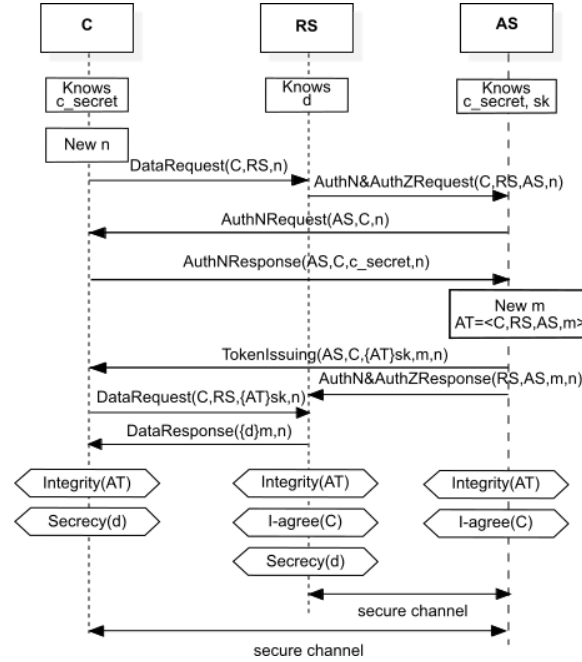 C
RS
AS
Knows
c_secret
Knows
d
Knows
c_secret, sk
New n
DataRequest(C,RS,n)
AuthN&AuthZRequest(C,RS,AS,n)
AuthNRequest(AS,C,n)
AuthNResponse(AS,C,c_secret,n)
New m
AT=<C,RS,AS,m>
TokenIssuing(AS,C,{AT}sk,m,n)
AuthN&AuthZResponse(RS,AS,m,n)
DataRequest(C,RS,{AT}sk,n)
DataResponse({d}m,n)
Integrity(AT)
Integrity(AT)
Integrity(AT)
Secrecy(d)
I-agree(C)
I-agree(C)
Secrecy(d)
secure channel
secure channel